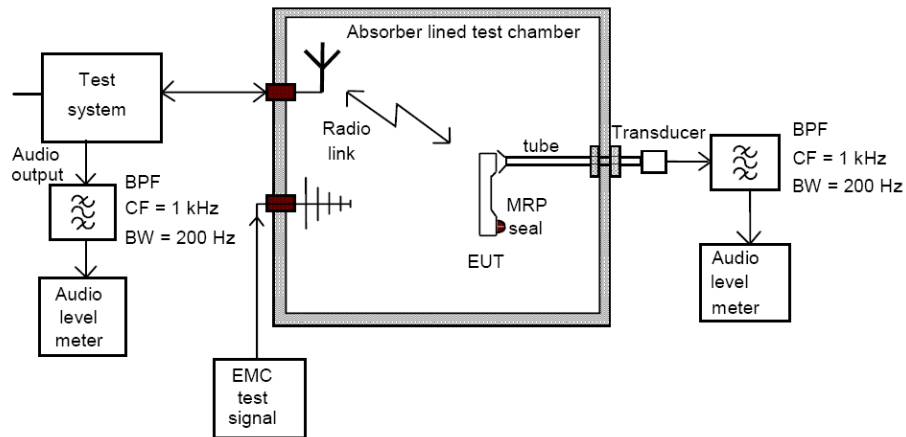 Absorber lined test chamber
Test
system
Radio
link
Audio
output
BPF
CF = 1 kHz
BW = 200 Hz
Audio
level
meter
EMC
test
signal
tube
Transducer
MRP
seal
EUT
BPF
CF = 1 kHz
BW = 200 Hz
Audio
level
meter